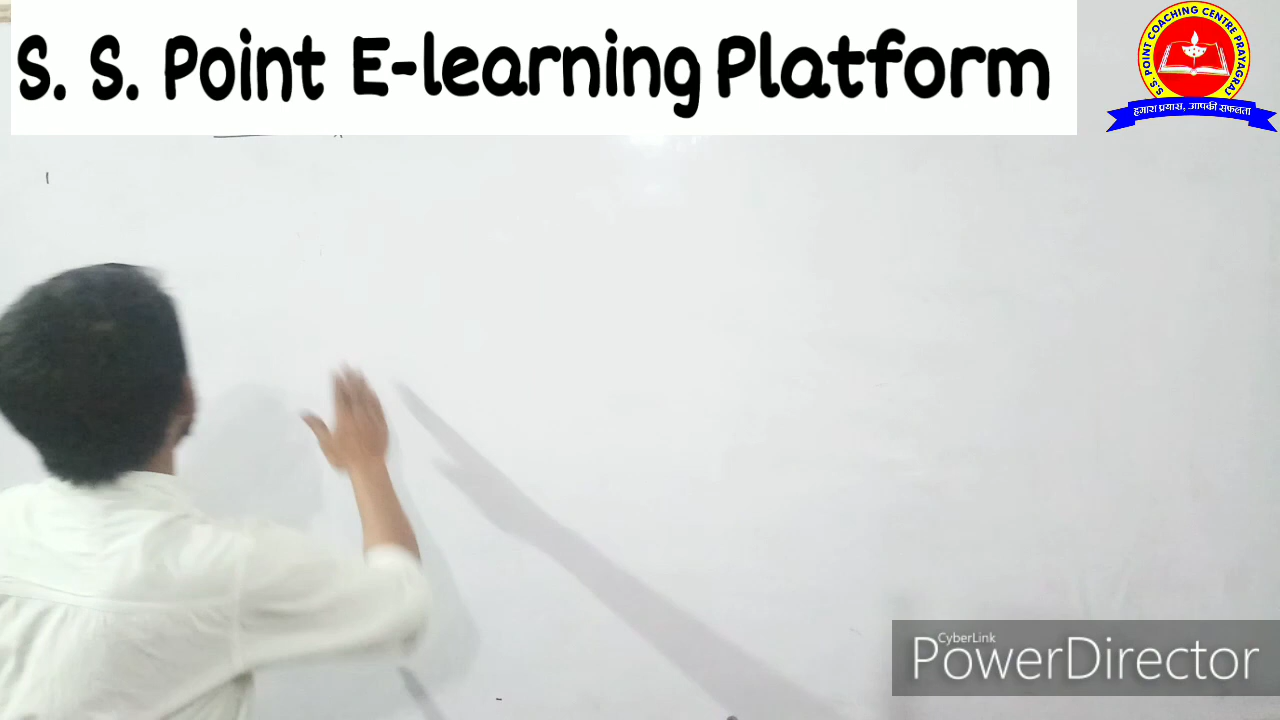 S. S. Point E-learning Platform
S.S. POINT COACHING CENTRE PRAYAGRAJ
हमारा प्रयास, आपकी सफलता
CyberLink
PowerDirector